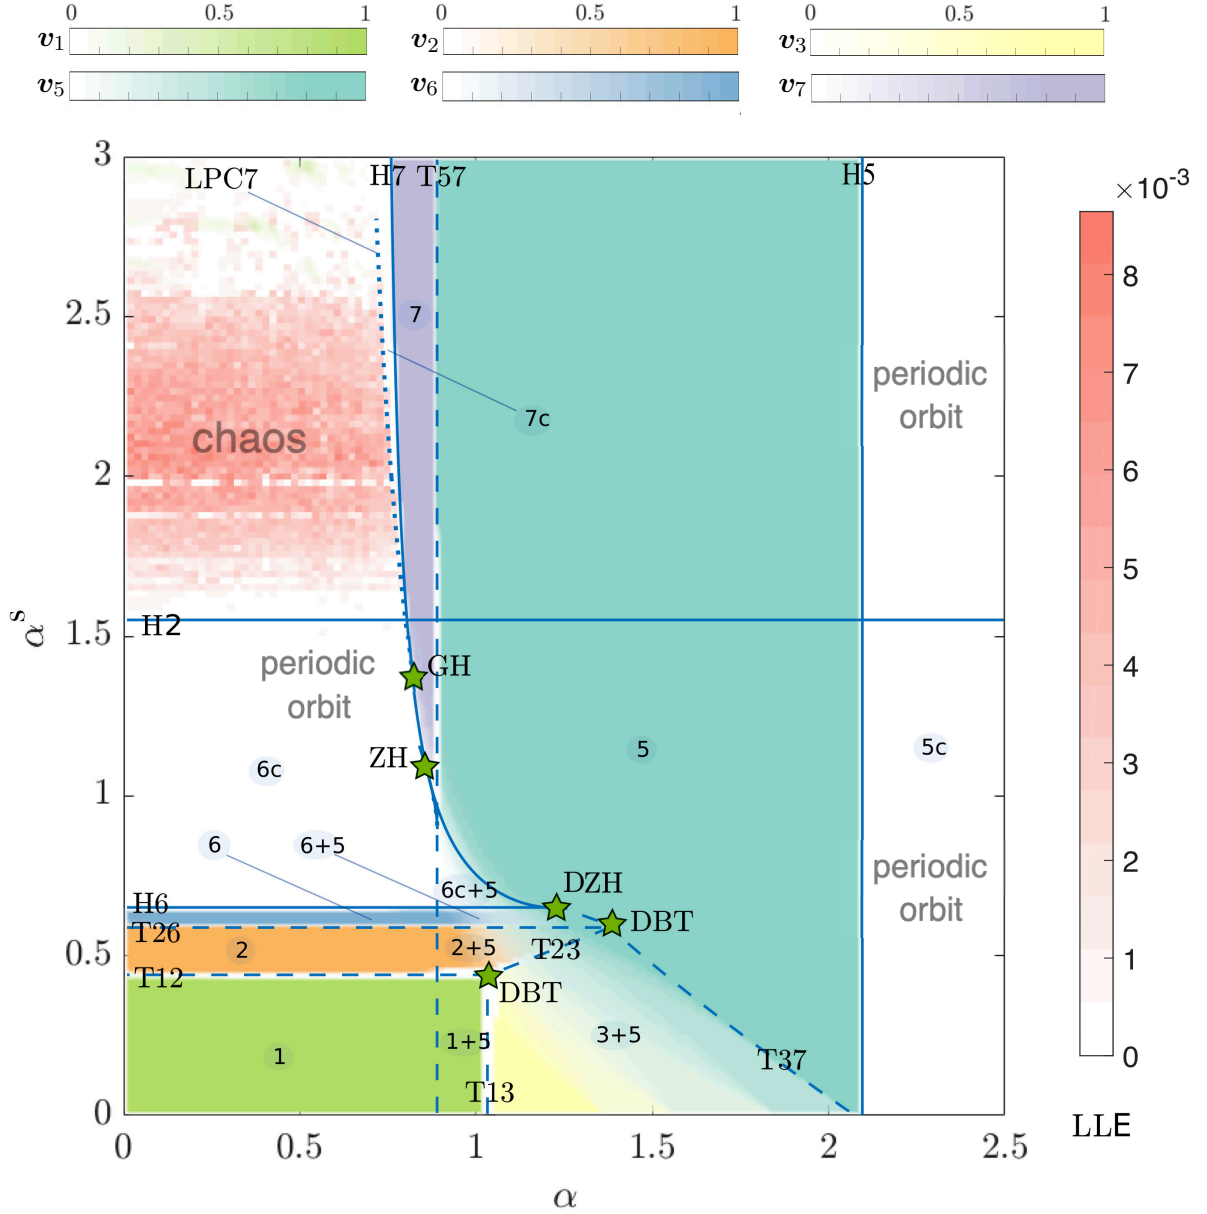 0 0.5 1
0 0.5 1
0 0.5 1
v1
v2
v3
v5
v6
v7
3
LPC7
H7 T57
H5
×10-3
8
2.5
7
periodic
orbit
7
7c
chaos
6
2
5
αs
H2
1.5
periodic
orbit
GH
4
ZH
5
5c
6c
3
1
6
6+5
6c+5
DZH
periodic
orbit
2
H6
T26
DBT
2
2+5
T23
0.5
1
T12
DBT
1
1+5
3+5
T37
T13
0
0
0 0.5 1 1.5 2 2.5
LLE
α